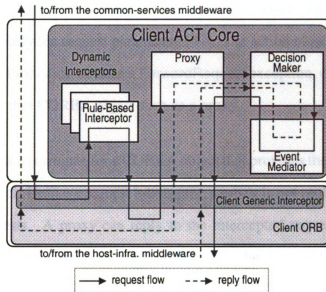 to/from the common-services middleware
Client ACT Core
Dynamic
Interceptors
Proxy
Decision
Maker
Rule-Based
Interceptor
Event
Mediator
Client Generic Interceptor
Client ORB
to/from the host-infra. middleware
request flow
reply flow